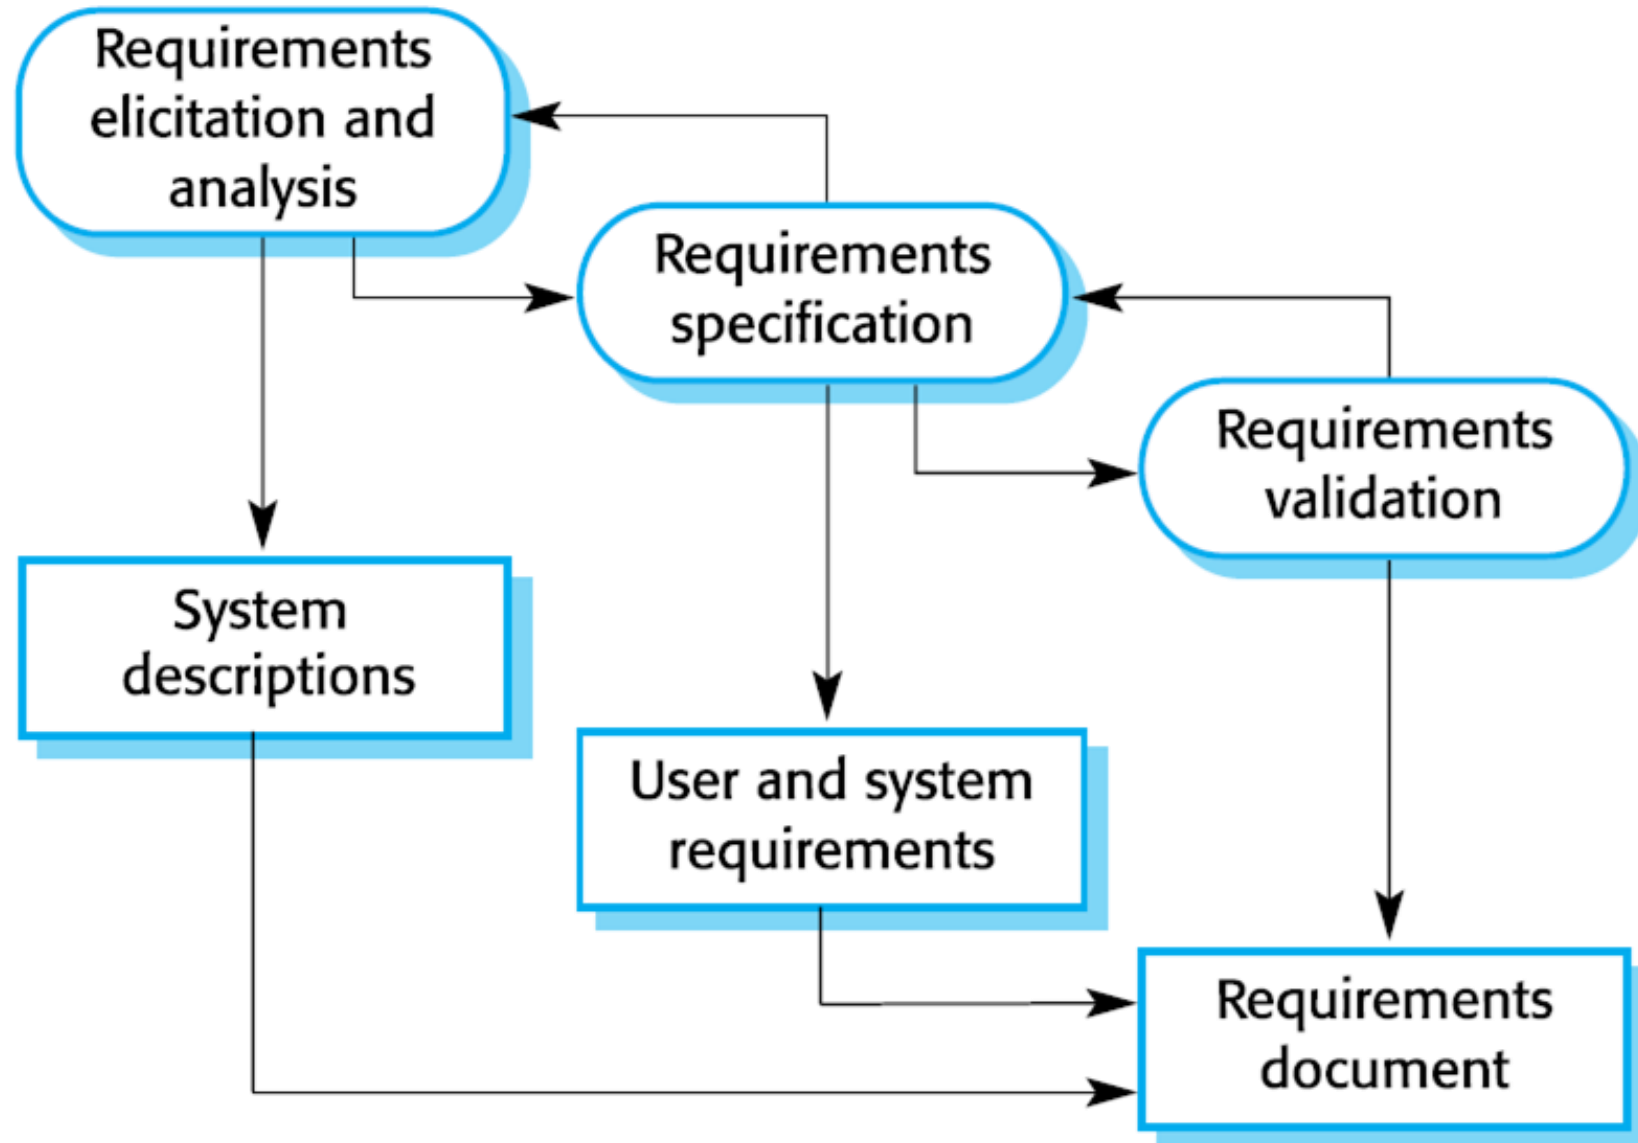 Requirements
elicitation and
analysis
Requirements
specification
Requirements
validation
System
descriptions
User and system
requirements
Requirements
document